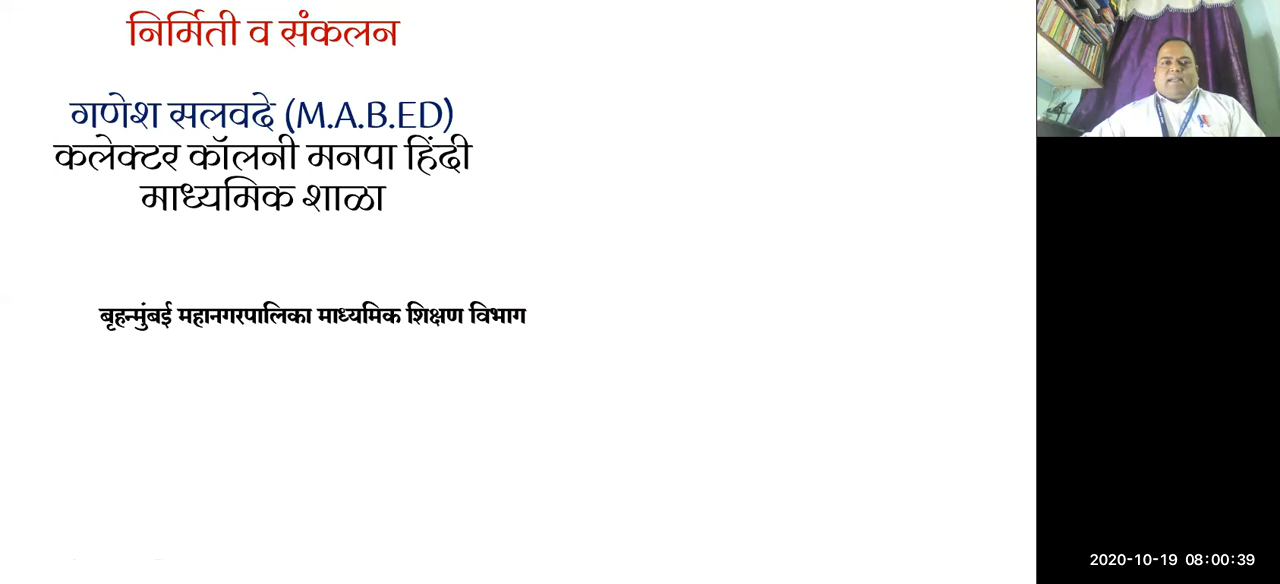 निर्मिती व संकलन
गणेश सलवदे (M.A.B.ED)
कलेक्टर कॉलनी मनपा हिंदी
माध्यमिक शाळा
बृहन्मुंबई महानगरपालिका माध्यमिक शिक्षण विभाग
2020-10-19 08:00:39